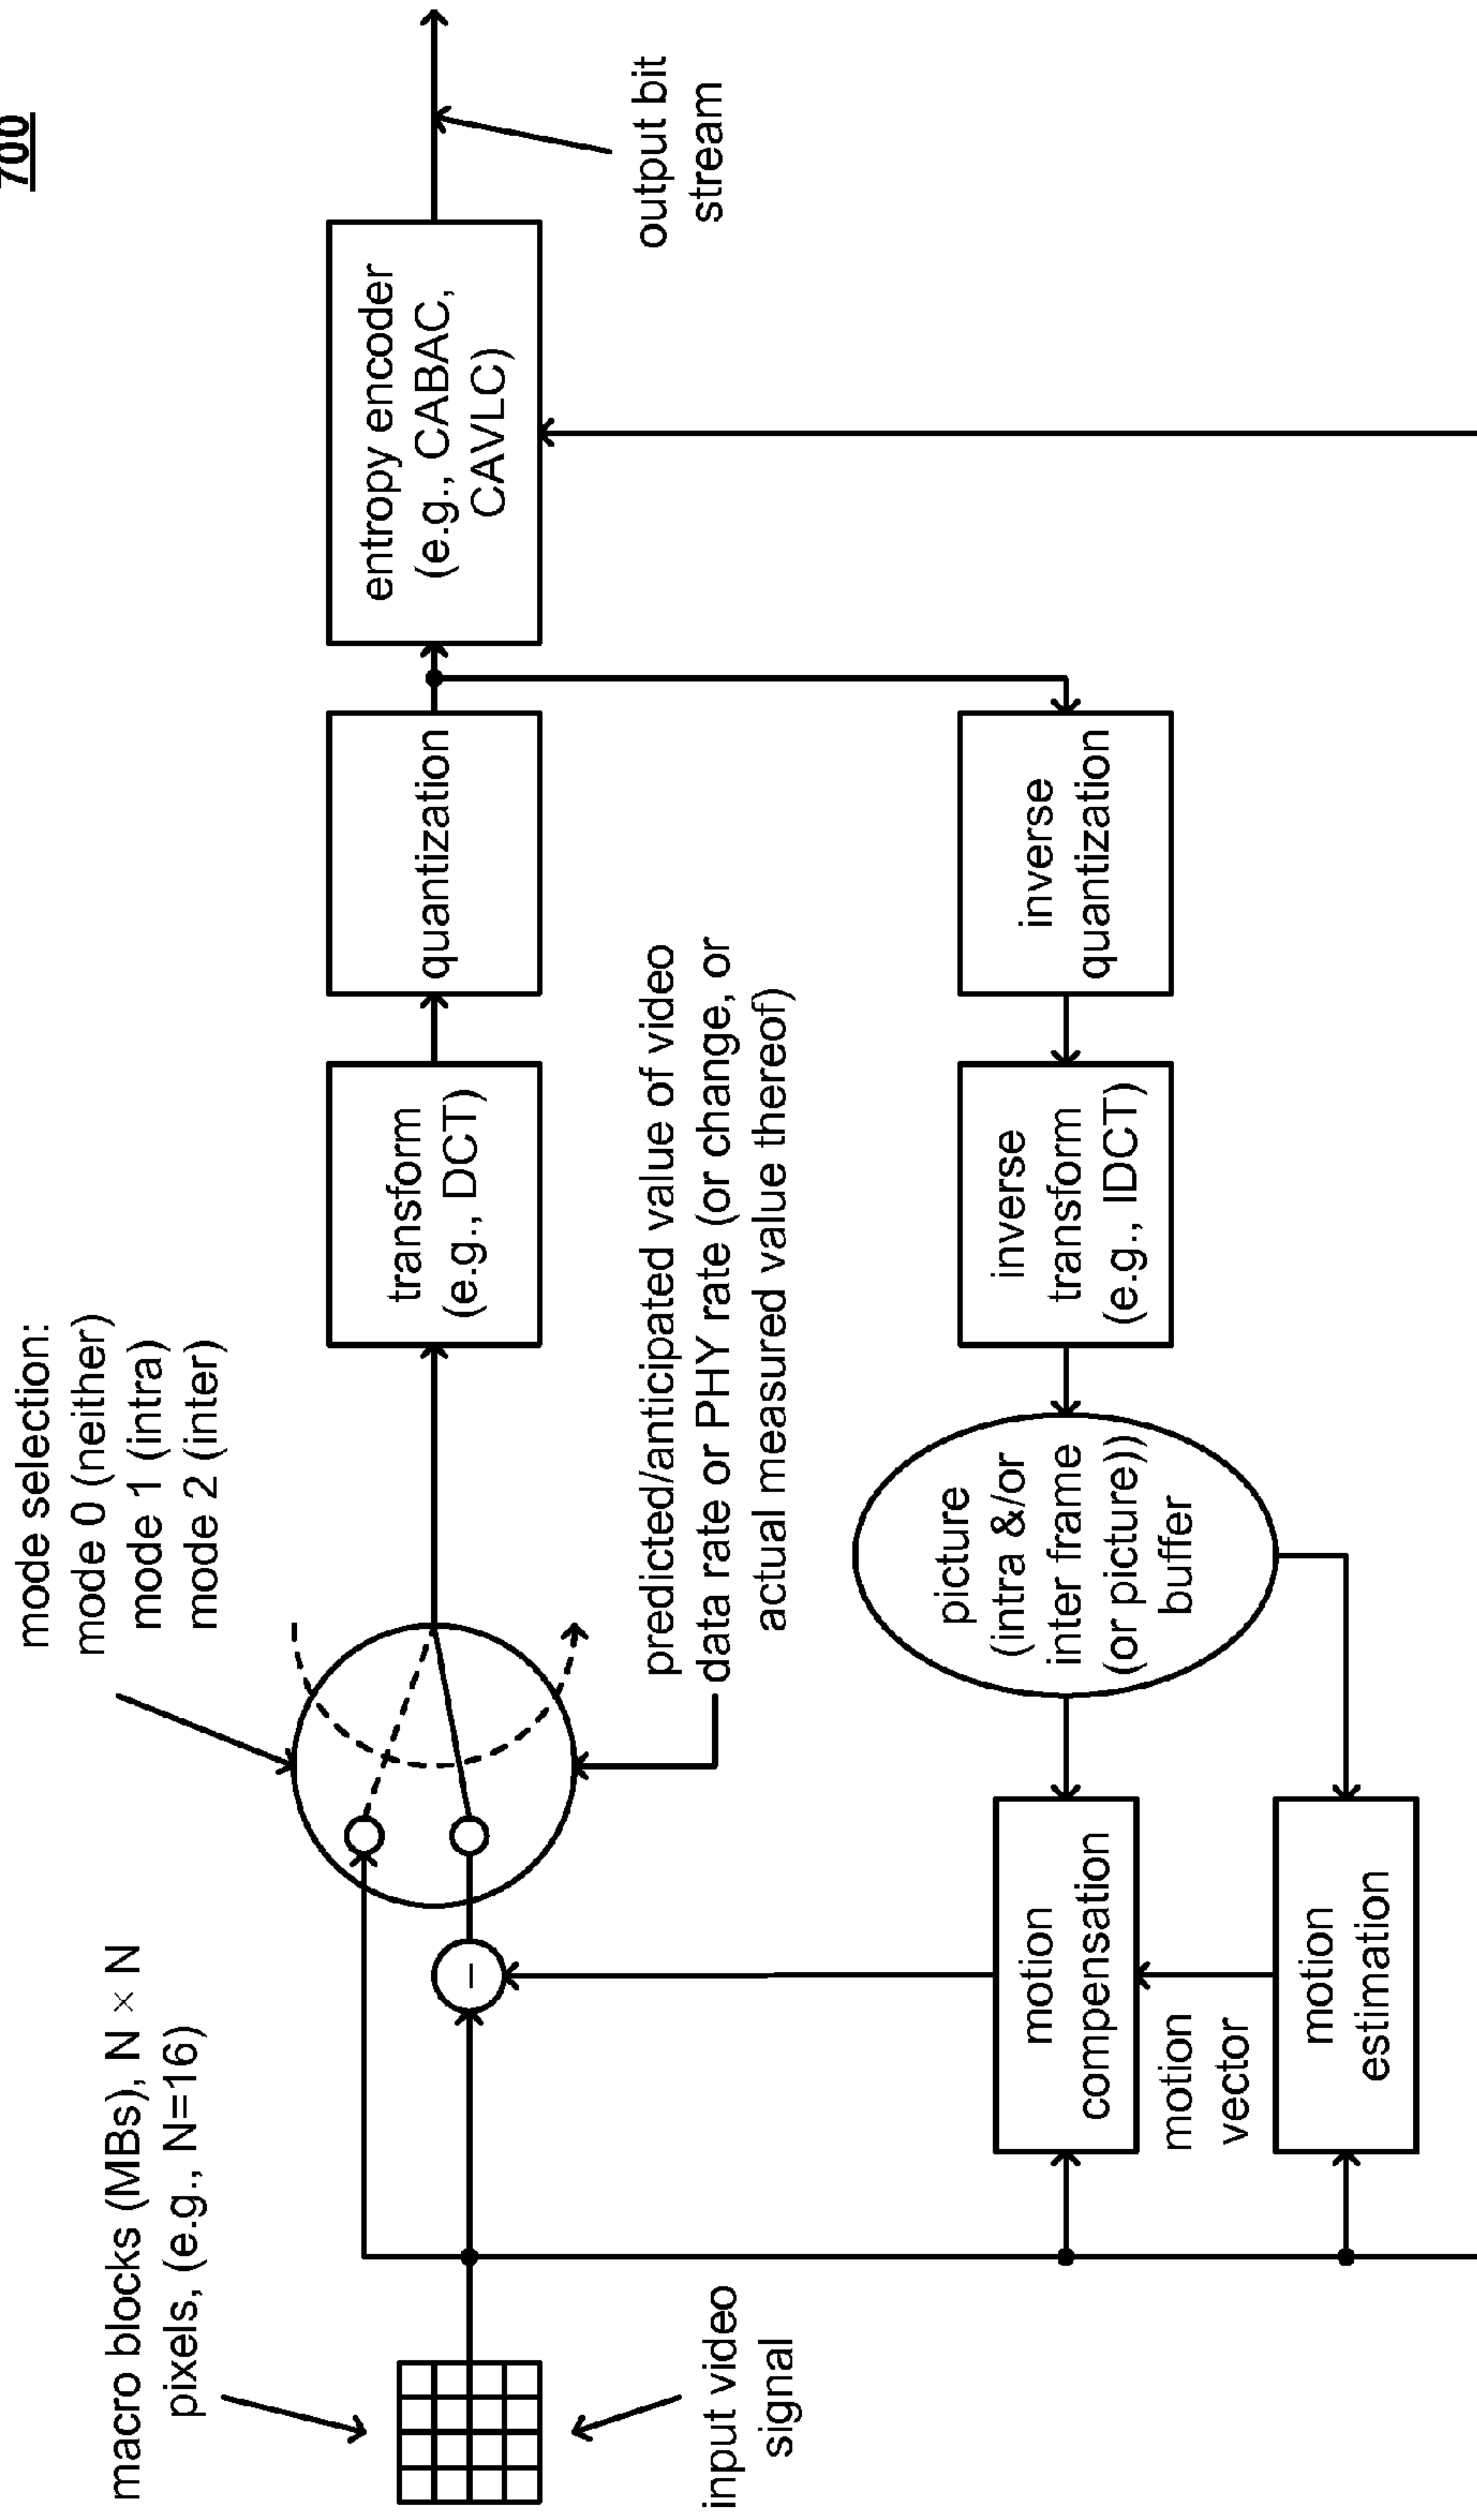 700
mode selection:
mode 0 (neither)
mode 1 (intra)
mode 2 (inter)
macro blocks (MBs), N × N
pixels, (e.g., N=16)
input video
signal
–
transform
(e.g., DCT)
quantization
entropy encoder
(e.g., CABAC,
CAVLC)
output bit
stream
predicted/anticipated value of video
data rate or PHY rate (or change, or
actual measured value thereof)
motion
compensation
motion
vector
motion
estimation
picture
(intra &/or
inter frame
(or picture))
buffer
inverse
transform
(e.g., IDCT)
inverse
quantization